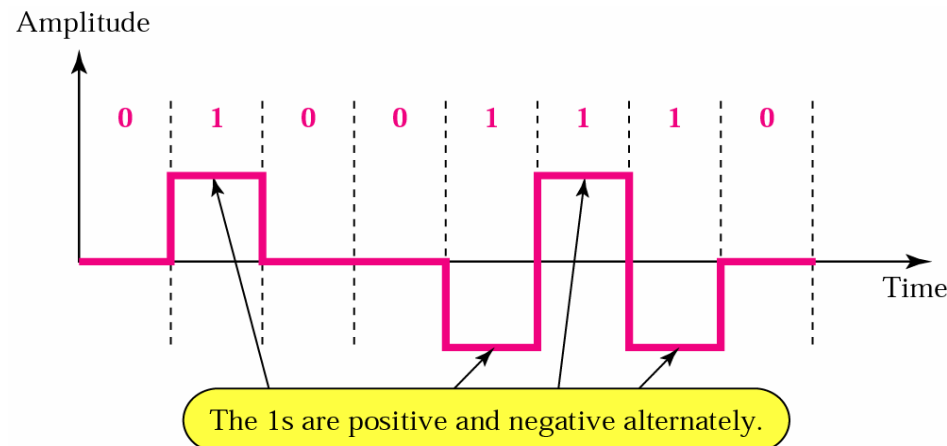 Amplitude
0 1 0 0 1 1 1 0
Time
The 1s are positive and negative alternately.